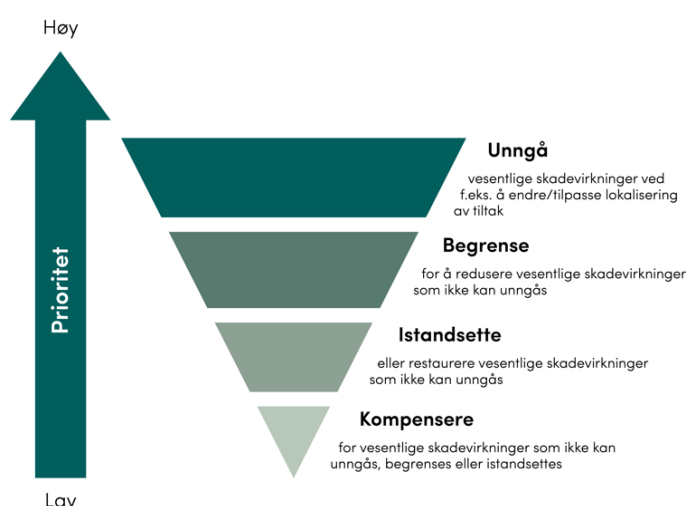 Høy
Prioritet
Unngå
vesentlige skadevirkninger ved
f.eks. å endre/tilpasse lokalisering
av tiltak
Begrense
for å redusere vesentlige skadevirkninger
som ikke kan unngås
Istandsette
eller restaurere vesentlige skadevirkninger
som ikke kan unngås
Kompensere
for vesentlige skadevirkninger som ikke kan
unngås, begrenses eller istandsettes
Lav